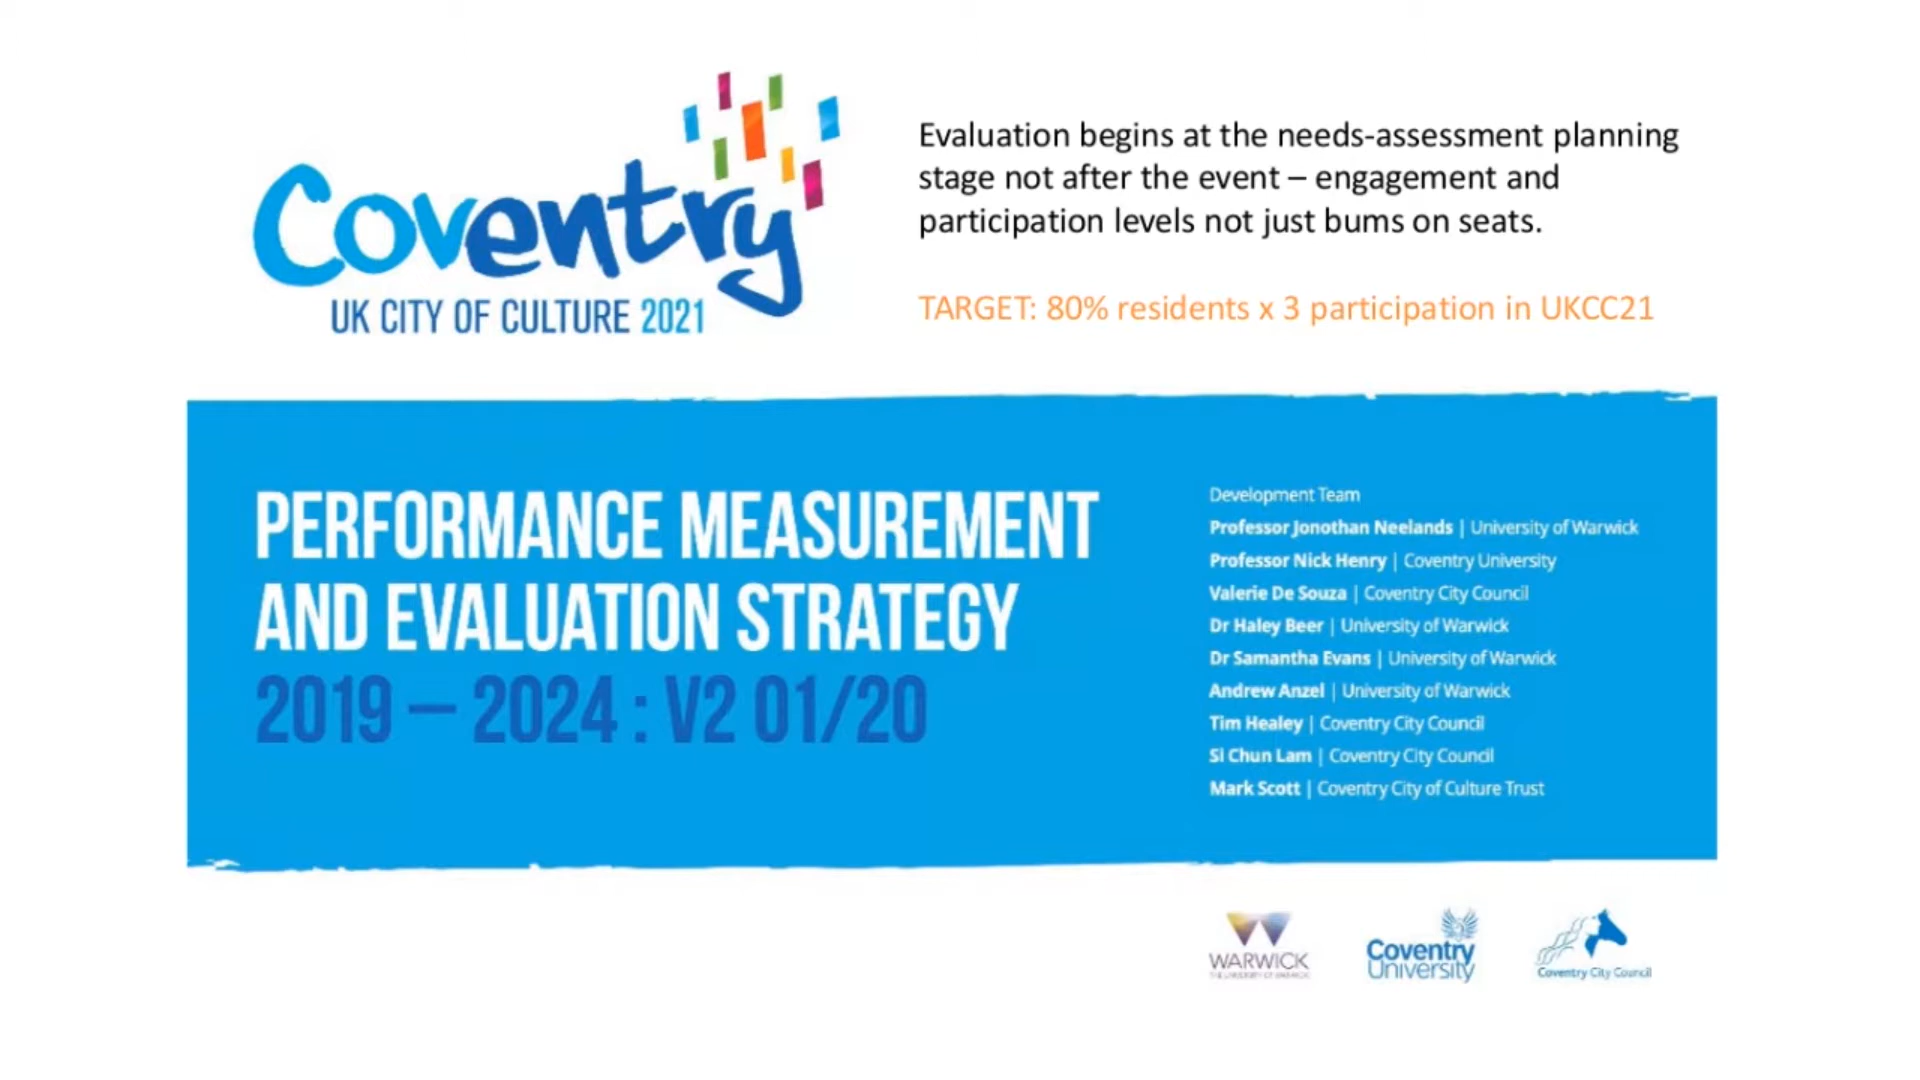 Coventry
UK CITY OF CULTURE 2021
Evaluation begins at the needs-assessment planning
stage not after the event – engagement and
participation levels not just bums on seats.
TARGET: 80% residents x 3 participation in UKCC21
PERFORMANCE MEASUREMENT
AND EVALUATION STRATEGY
2019 – 2024 : V2 01/20
Development Team
Professor Jonothan Neelands | University of Warwick
Professor Nick Henry | Coventry University
Valerie De Souza | Coventry City Council
Dr Haley Beer | University of Warwick
Dr Samantha Evans | University of Warwick
Andrew Anzel | University of Warwick
Tim Healey | Coventry City Council
Si Chun Lam | Coventry City Council
Mark Scott | Coventry City of Culture Trust
WARWICK
THE UNIVERSITY OF WARWICK
Coventry
University
Coventry City Council